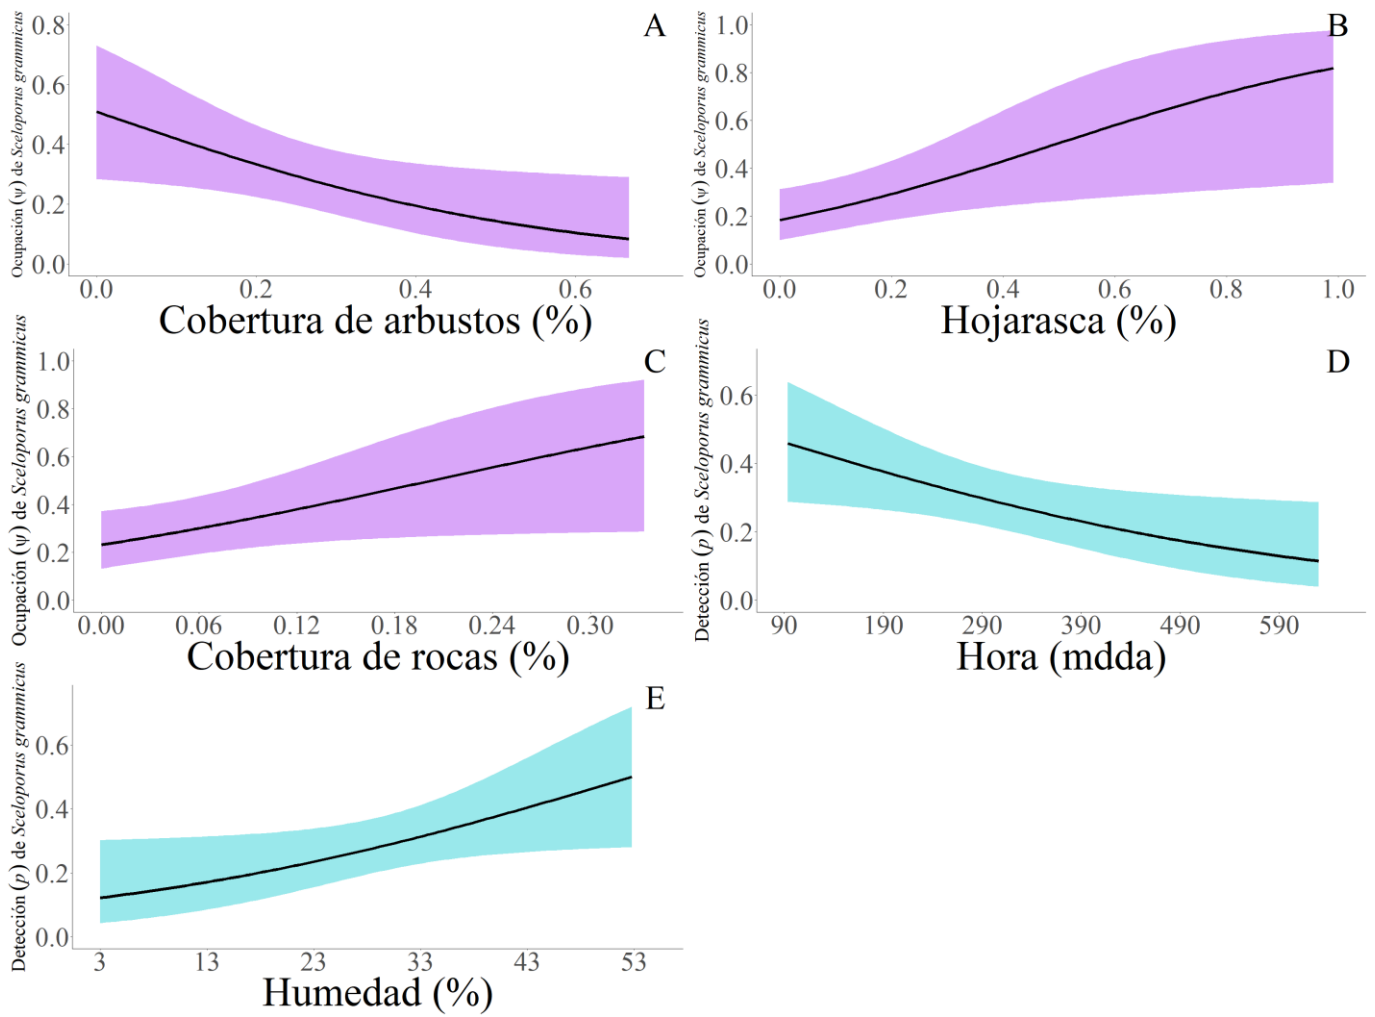 A
Ocupación (ψ) de Sceloporus grammicus
0.8
0.6
0.4
0.2
0.0
0.0 0.2 0.4 0.6
Cobertura de arbustos (%)
B
Ocupación (ψ) de Sceloporus grammicus
1.0
0.8
0.6
0.4
0.2
0.0
0.0 0.2 0.4 0.6 0.8 1.0
Hojarasca (%)
C
Ocupación (ψ) de Sceloporus grammicus
1.0
0.8
0.6
0.4
0.2
0.0
0.00 0.06 0.12 0.18 0.24 0.30
Cobertura de rocas (%)
D
Detección (p) de Sceloporus grammicus
0.6
0.4
0.2
0.0
90 190 290 390 490 590
Hora (mdda)
E
Detección (p) de Sceloporus grammicus
0.6
0.4
0.2
0.0
3 13 23 33 43 53
Humedad (%)